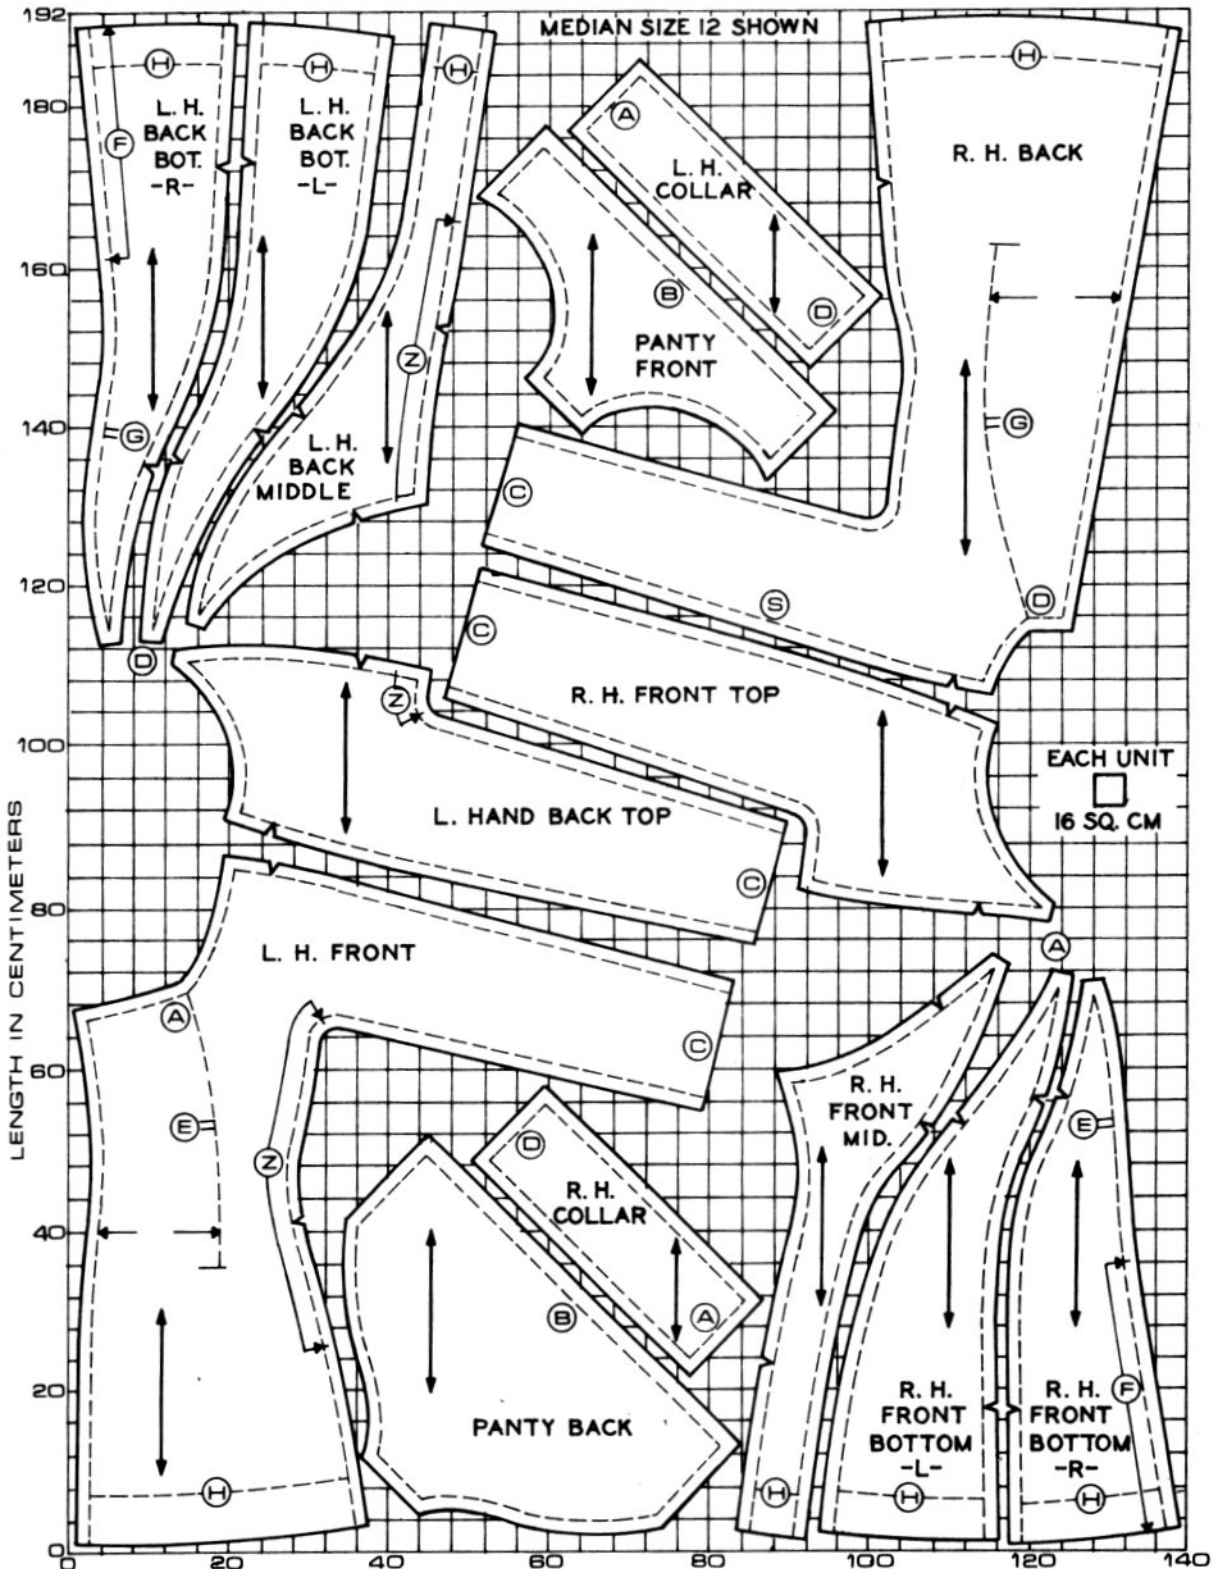 192
MEDIAN SIZE 12 SHOWN
H
H
H
H
180
L. H.
BACK
BOT.
-R-
L. H.
BACK
BOT.
-L-
A
F
L. H.
COLLAR
R. H. BACK
160
B
D
PANTY
FRONT
Z
140
G
G
L. H.
BACK
MIDDLE
C
120
S
D
C
D
R. H. FRONT TOP
Z
100
EACH UNIT
16 SQ. CM
L. HAND BACK TOP
C
80
L. H. FRONT
A
A
C
LENGTH IN CENTIMETERS
60
R. H.
FRONT
MID.
E
E
D
Z
R. H.
COLLAR
40
B
A
20
F
PANTY BACK
R. H.
FRONT
BOTTOM
-L-
R. H.
FRONT
BOTTOM
-R-
H
H
H
H
0
0 20 40 60 80 100 120 140